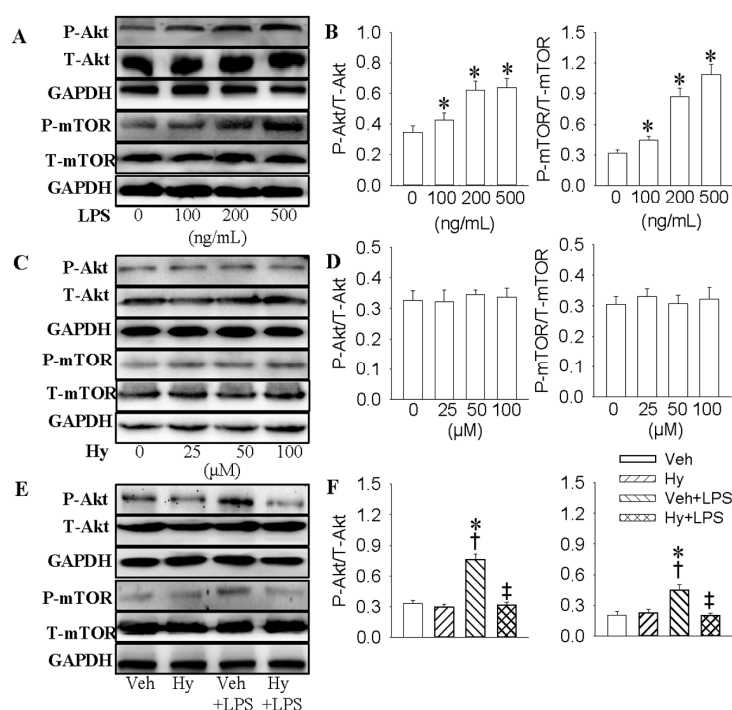 A
P-Akt
T-Akt
GAPDH
P-mTOR
T-mTOR
GAPDH
LPS 0 100 200 500
(ng/mL)
B
P-Akt/T-Akt
1.0
0.8
0.6
0.4
0.2
0.0
* * *
0 100 200 500
(ng/mL)
P-mTOR/T-mTOR
1.5
1.2
0.9
0.6
0.3
0.0
* * *
0 100 200 500
(ng/mL)
C
P-Akt
T-Akt
GAPDH
P-mTOR
T-mTOR
GAPDH
Hy 0 25 50 100
(μM)
D
P-Akt/T-Akt
0.5
0.4
0.3
0.2
0.1
0.0
0 25 50 100
(μM)
P-mTOR/T-mTOR
0.5
0.4
0.3
0.2
0.1
0.0
0 25 50 100
(μM)
E
P-Akt
T-Akt
GAPDH
P-mTOR
T-mTOR
GAPDH
Veh Hy Veh Hy
+LPS +LPS
F
P-Akt/T-Akt
1.5
1.2
0.9
0.6
0.3
0.0
*
†
‡
Veh
Hy
Veh+LPS
Hy+LPS
1.5
1.2
0.9
0.6
0.3
0.0
*
†
‡